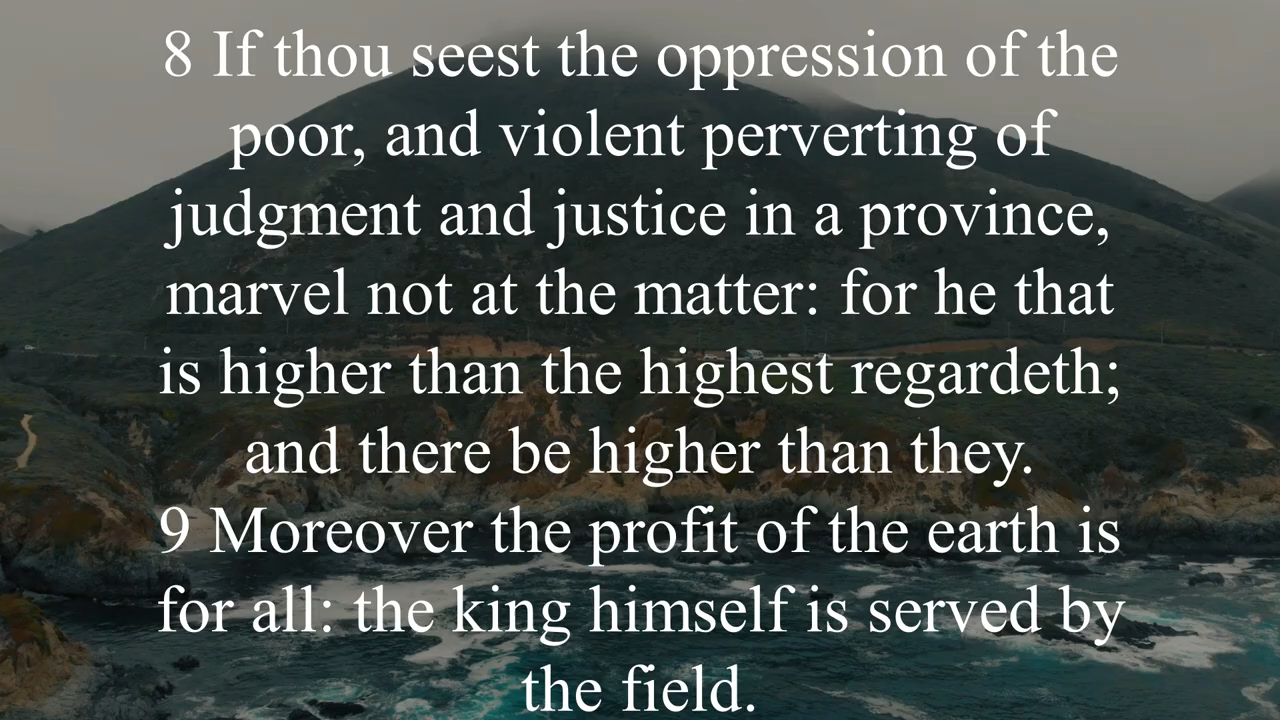 8 If thou seest the oppression of the
poor, and violent perverting of
judgment and justice in a province,
marvel not at the matter: for he that
is higher than the highest regardeth;
and there be higher than they.
9 Moreover the profit of the earth is
for all: the king himself is served by
the field.